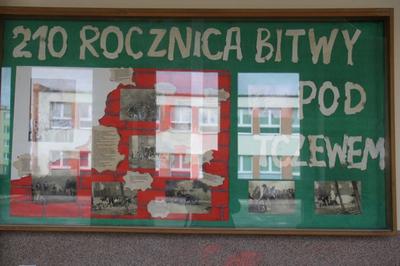 210 ROCZNICA BITWY
POD
TCZEWEM